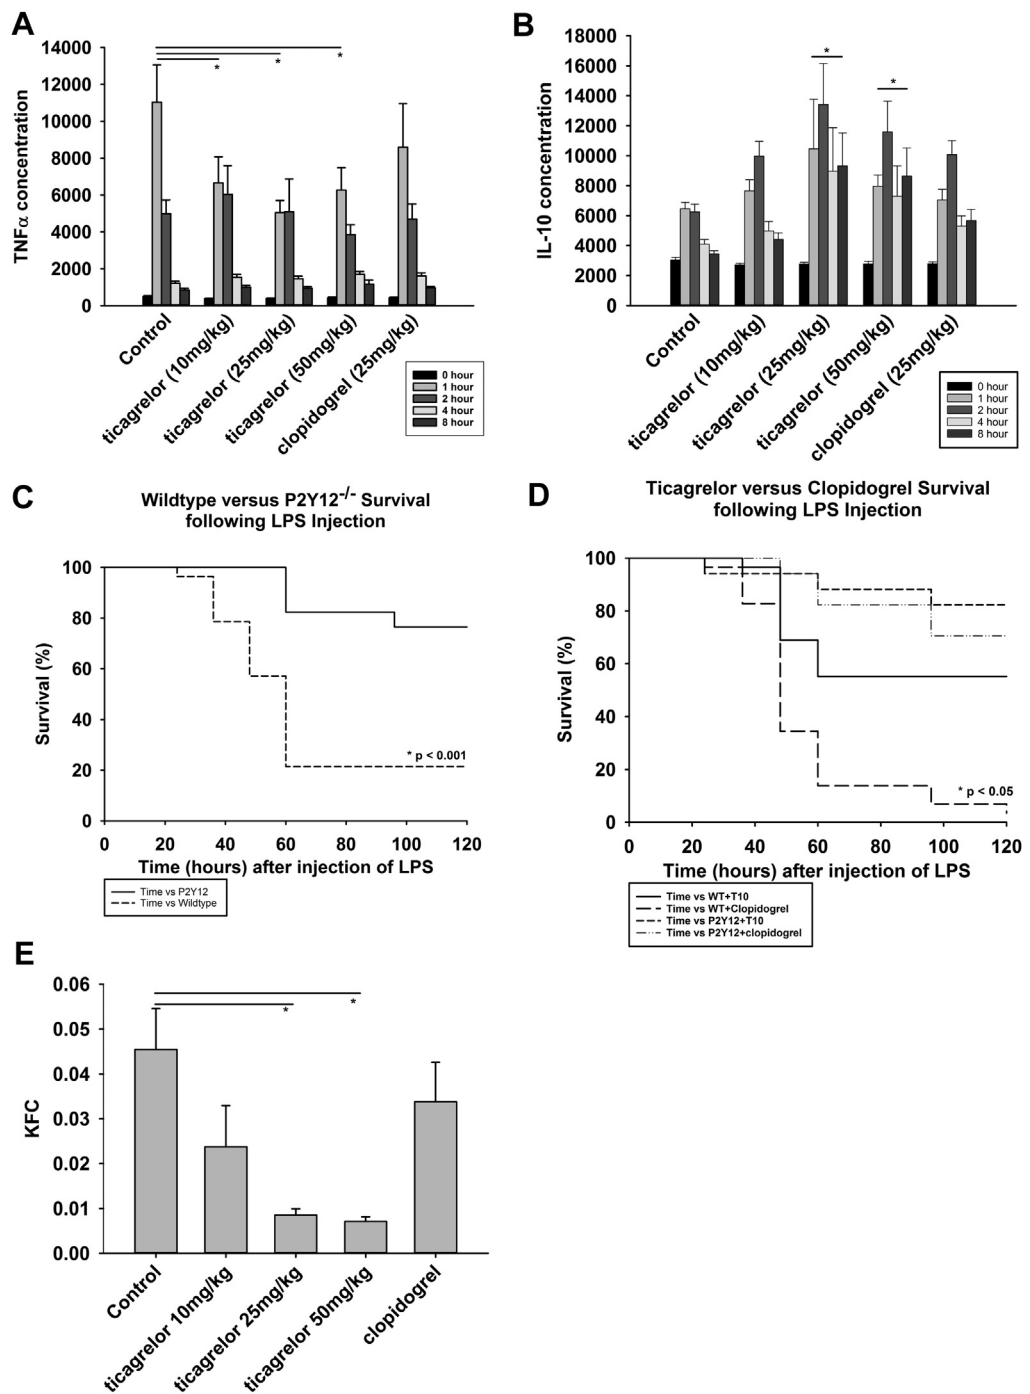 A
TNFα concentration
14000
12000
10000
8000
6000
4000
2000
0
*
*
*
Control
ticagrelor (10mg/kg)
ticagrelor (25mg/kg)
ticagrelor (50mg/kg)
clopidogrel (25mg/kg)
0 hour
1 hour
2 hour
4 hour
8 hour
B
IL-10 concentration
18000
16000
14000
12000
10000
8000
6000
4000
2000
0
*
*
Control
ticagrelor (10mg/kg)
ticagrelor (25mg/kg)
ticagrelor (50mg/kg)
clopidogrel (25mg/kg)
0 hour
1 hour
2 hour
4 hour
8 hour
C
Wildtype versus P2Y12-/- Survival
following LPS Injection
Survival (%)
100
80
60
40
20
0
* p < 0.001
0 20 40 60 80 100 120
Time (hours) after injection of LPS
Time vs P2Y12
Time vs Wildtype
D
Ticagrelor versus Clopidogrel Survival
following LPS Injection
Survival (%)
100
80
60
40
20
0
* p < 0.05
0 20 40 60 80 100 120
Time (hours) after injection of LPS
Time vs WT+T10
Time vs WT+Clopidogrel
Time vs P2Y12+T10
Time vs P2Y12+clopidogrel
E
KFC
0.06
0.05
0.04
0.03
0.02
0.01
0.00
*
*
Control
ticagrelor 10mg/kg
ticagrelor 25mg/kg
ticagrelor 50mg/kg
clopidogrel